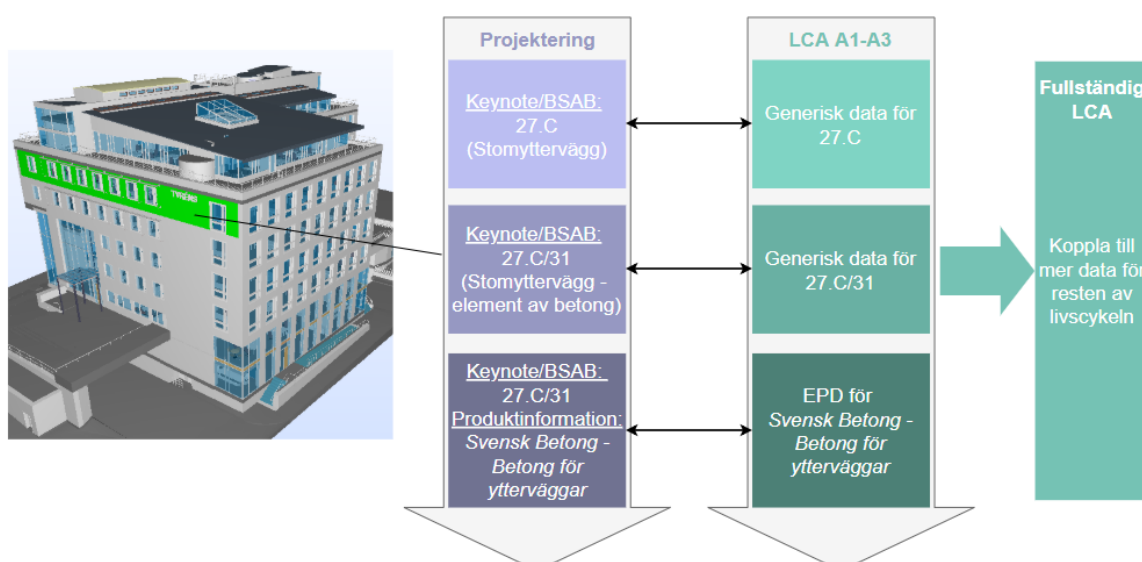 Projektering
Keynote/BSAB:
27.C
(Stomyttervägg)
Keynote/BSAB:
27.C/31
(Stomyttervägg -
element av betong)
Keynote/BSAB:
27.C/31
Produktinformation:
Svensk Betong -
Betong för
ytterväggar
LCA A1-A3
Generisk data för
27.C
Generisk data för
27.C/31
EPD för
Svensk Betong -
Betong för
ytterväggar
Fullständig
LCA
Koppla till
mer data för
resten av
livscykeln